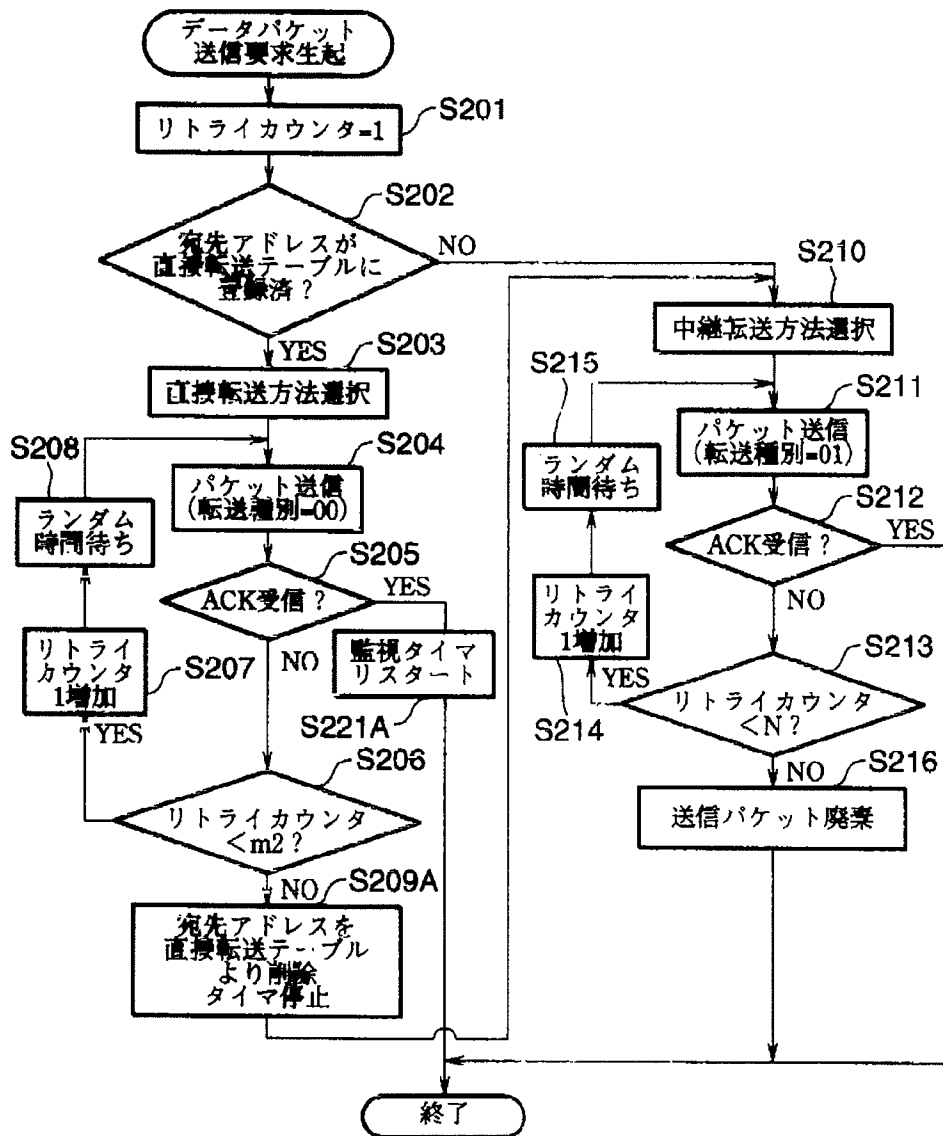 データパケット
送信要求生起
S201
リトライカウンタ=1
S202
宛先アドレスが
直接転送テーブルに
登録済？
NO
YES
S203
直接転送方法選択
S204
パケット送信
(転送種別=00)
S208
ランダム
時間待ち
S205
ACK受信？
YES
NO
監視タイマ
リスタート
S221A
リトライ
カウンタ
1増加
S207
YES
S206
リトライカウンタ
<m2？
NO
S209A
宛先アドレスを
直接転送テーブル
より削除
タイマ停止
S210
中継転送方法選択
S215
ランダム
時間待ち
S211
パケット送信
(転送種別=01)
S212
ACK受信？
YES
NO
リトライ
カウンタ
1増加
S214
YES
S213
リトライカウンタ
<N？
NO
S216
送信パケット廃棄
終了